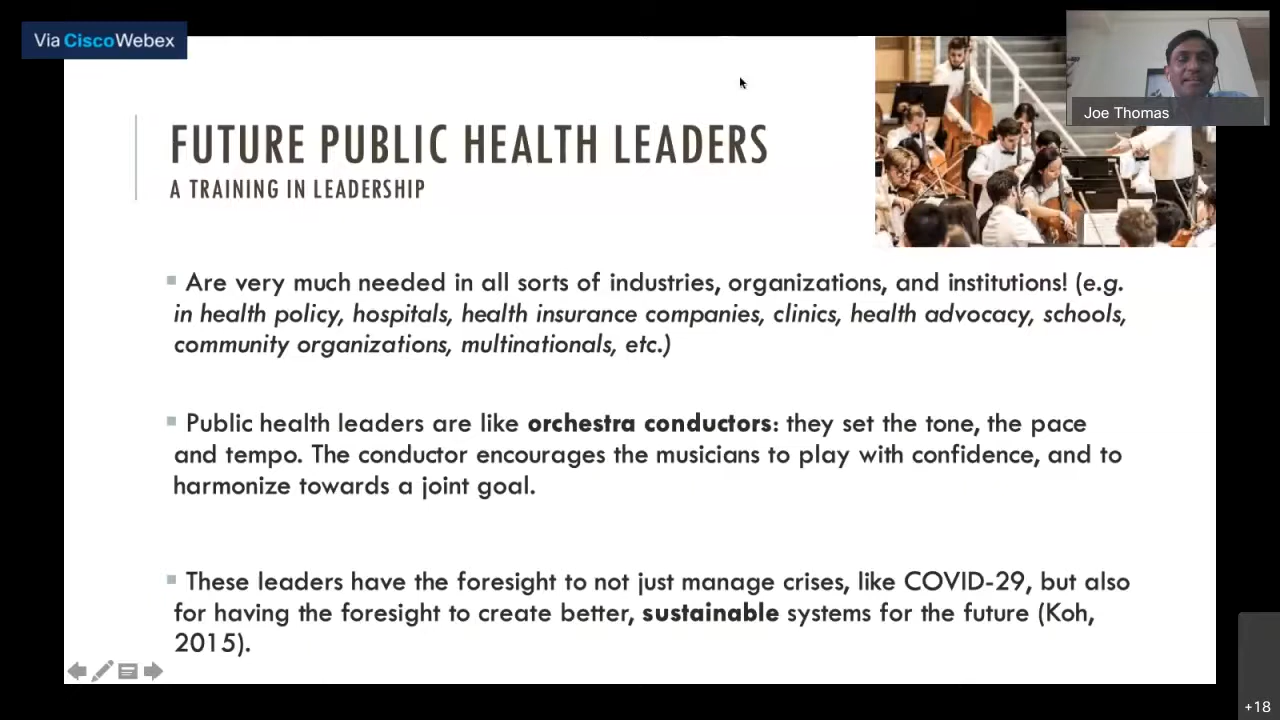 Via CiscoWebex
Joe Thomas
FUTURE PUBLIC HEALTH LEADERS
A TRAINING IN LEADERSHIP
Are very much needed in all sorts of industries, organizations, and institutions! (e.g.
in health policy, hospitals, health insurance companies, clinics, health advocacy, schools,
community organizations, multinationals, etc.)
Public health leaders are like orchestra conductors: they set the tone, the pace
and tempo. The conductor encourages the musicians to play with confidence, and to
harmonize towards a joint goal.
These leaders have the foresight to not just manage crises, like COVID-29, but also
for having the foresight to create better, sustainable systems for the future (Koh,
2015).
+18